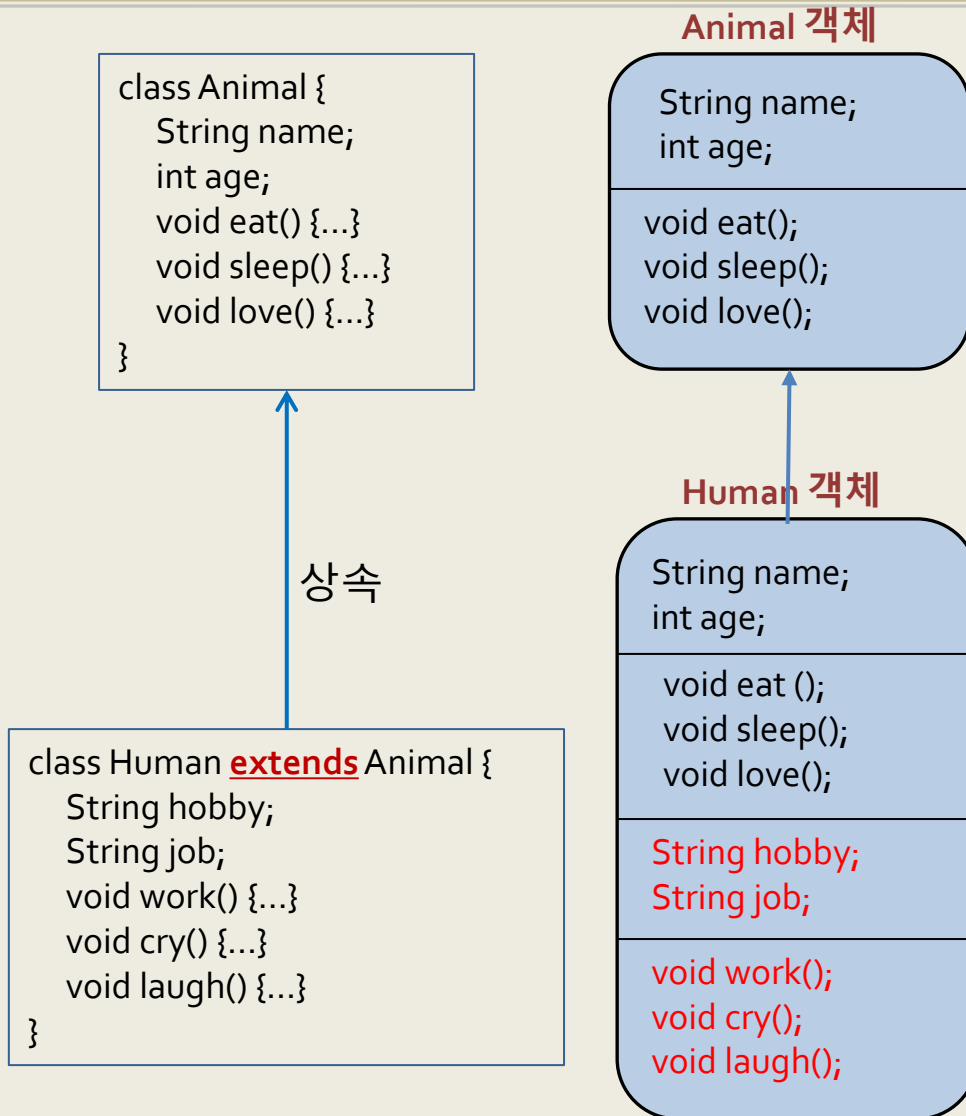 class Animal {
String name;
int age;
void eat() {...}
void sleep() {...}
void love() {...}
}
상속
class Human extends Animal {
String hobby;
String job;
void work() {...}
void cry() {...}
void laugh() {...}
}
Animal 객체
String name;
int age;
void eat();
void sleep();
void love();
Human 객체
String name;
int age;
void eat ();
void sleep();
void love();
String hobby;
String job;
void work();
void cry();
void laugh();